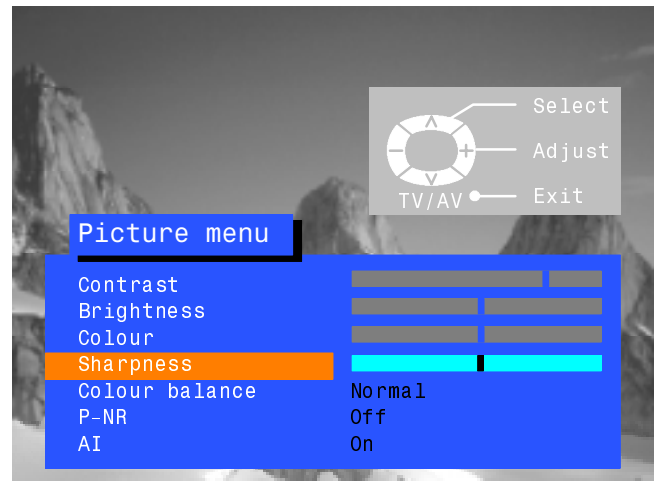 Select
Adjust
TV/AV Exit
Picture menu
Contrast
Brightness
Colour
Sharpness
Colour balance Normal
P-NR Off
AI On